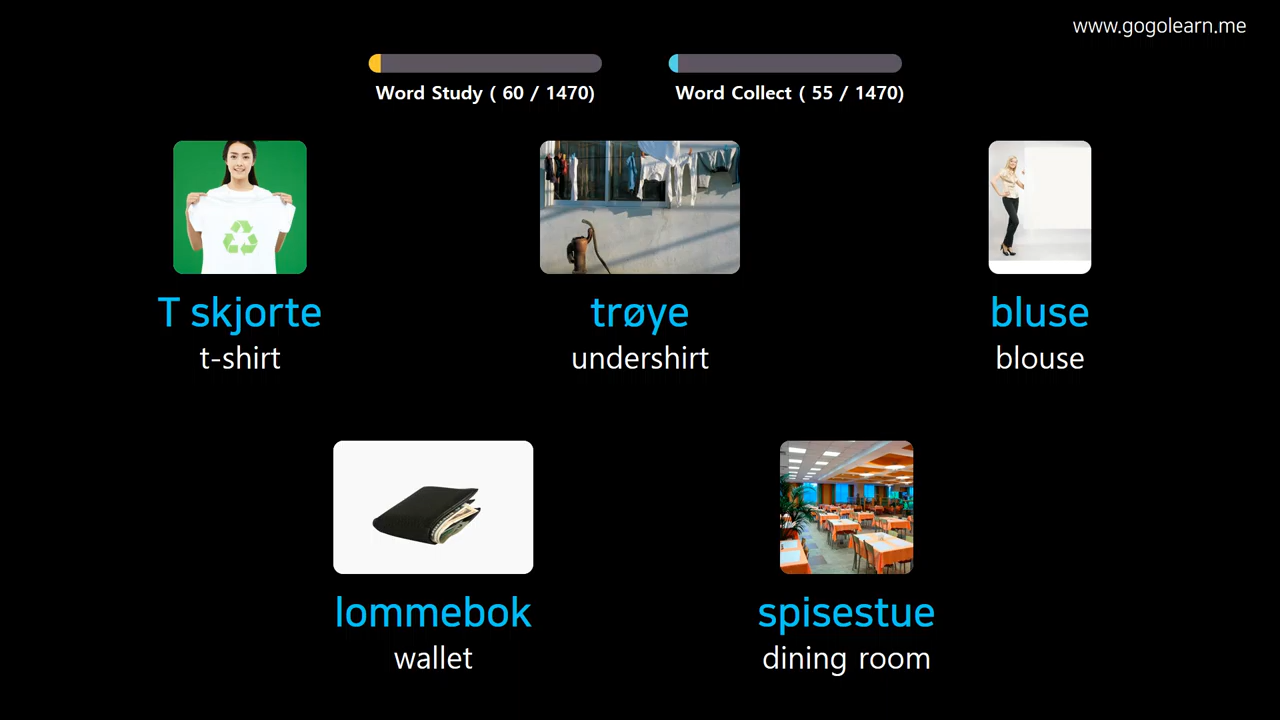 www.gogolearn.me
Word Study ( 60 / 1470)
Word Collect ( 55 / 1470)
T skjorte
t-shirt
trøye
undershirt
bluse
blouse
lommebok
wallet
spisestue
dining room